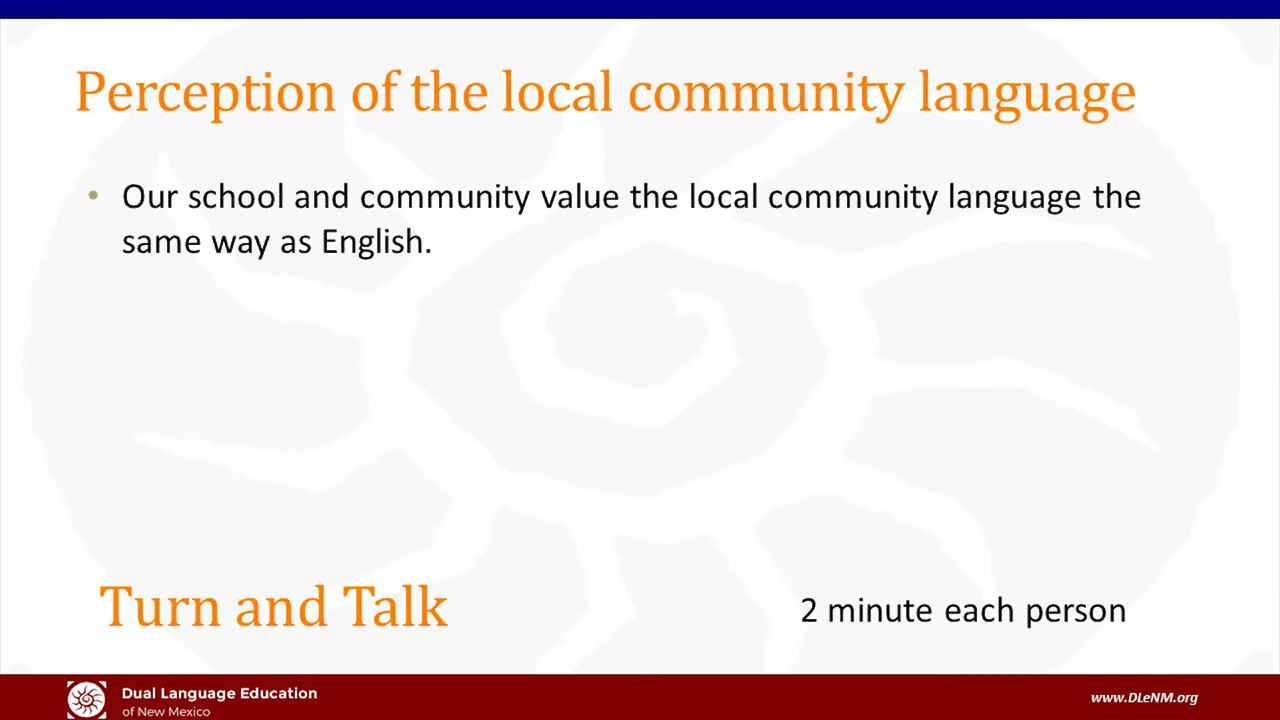 Perception of the local community language
• Our school and community value the local community language the
same way as English.
Turn and Talk
2 minute each person
Dual Language Education
of New Mexico
www.DLeNM.org